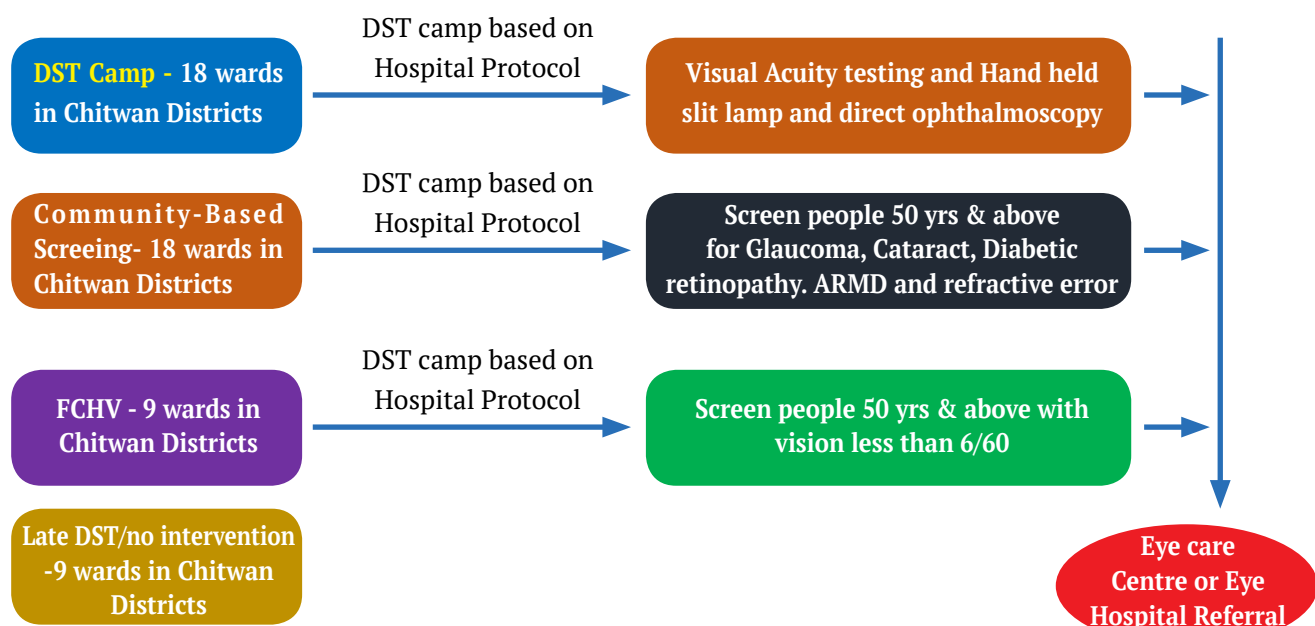 DST Camp - 18 wards
in Chitwan Districts
DST camp based on
Hospital Protocol
Visual Acuity testing and Hand held
slit lamp and direct ophthalmoscopy
Community-Based
Screeing- 18 wards in
Chitwan Districts
DST camp based on
Hospital Protocol
Screen people 50 yrs & above
for Glaucoma, Cataract, Diabetic
retinopathy. ARMD and refractive error
FCHV - 9 wards in
Chitwan Districts
DST camp based on
Hospital Protocol
Screen people 50 yrs & above with
vision less than 6/60
Late DST/no intervention
-9 wards in Chitwan
Districts
Eye care
Centre or Eye
Hospital Referral